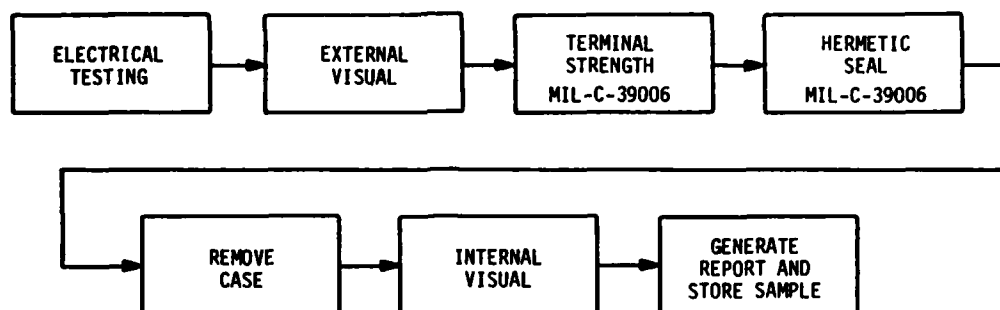 ELECTRICAL
TESTING
EXTERNAL
VISUAL
TERMINAL
STRENGTH
MIL-C-39006
HERMETIC
SEAL
MIL-C-39006
REMOVE
CASE
INTERNAL
VISUAL
GENERATE
REPORT AND
STORE SAMPLE